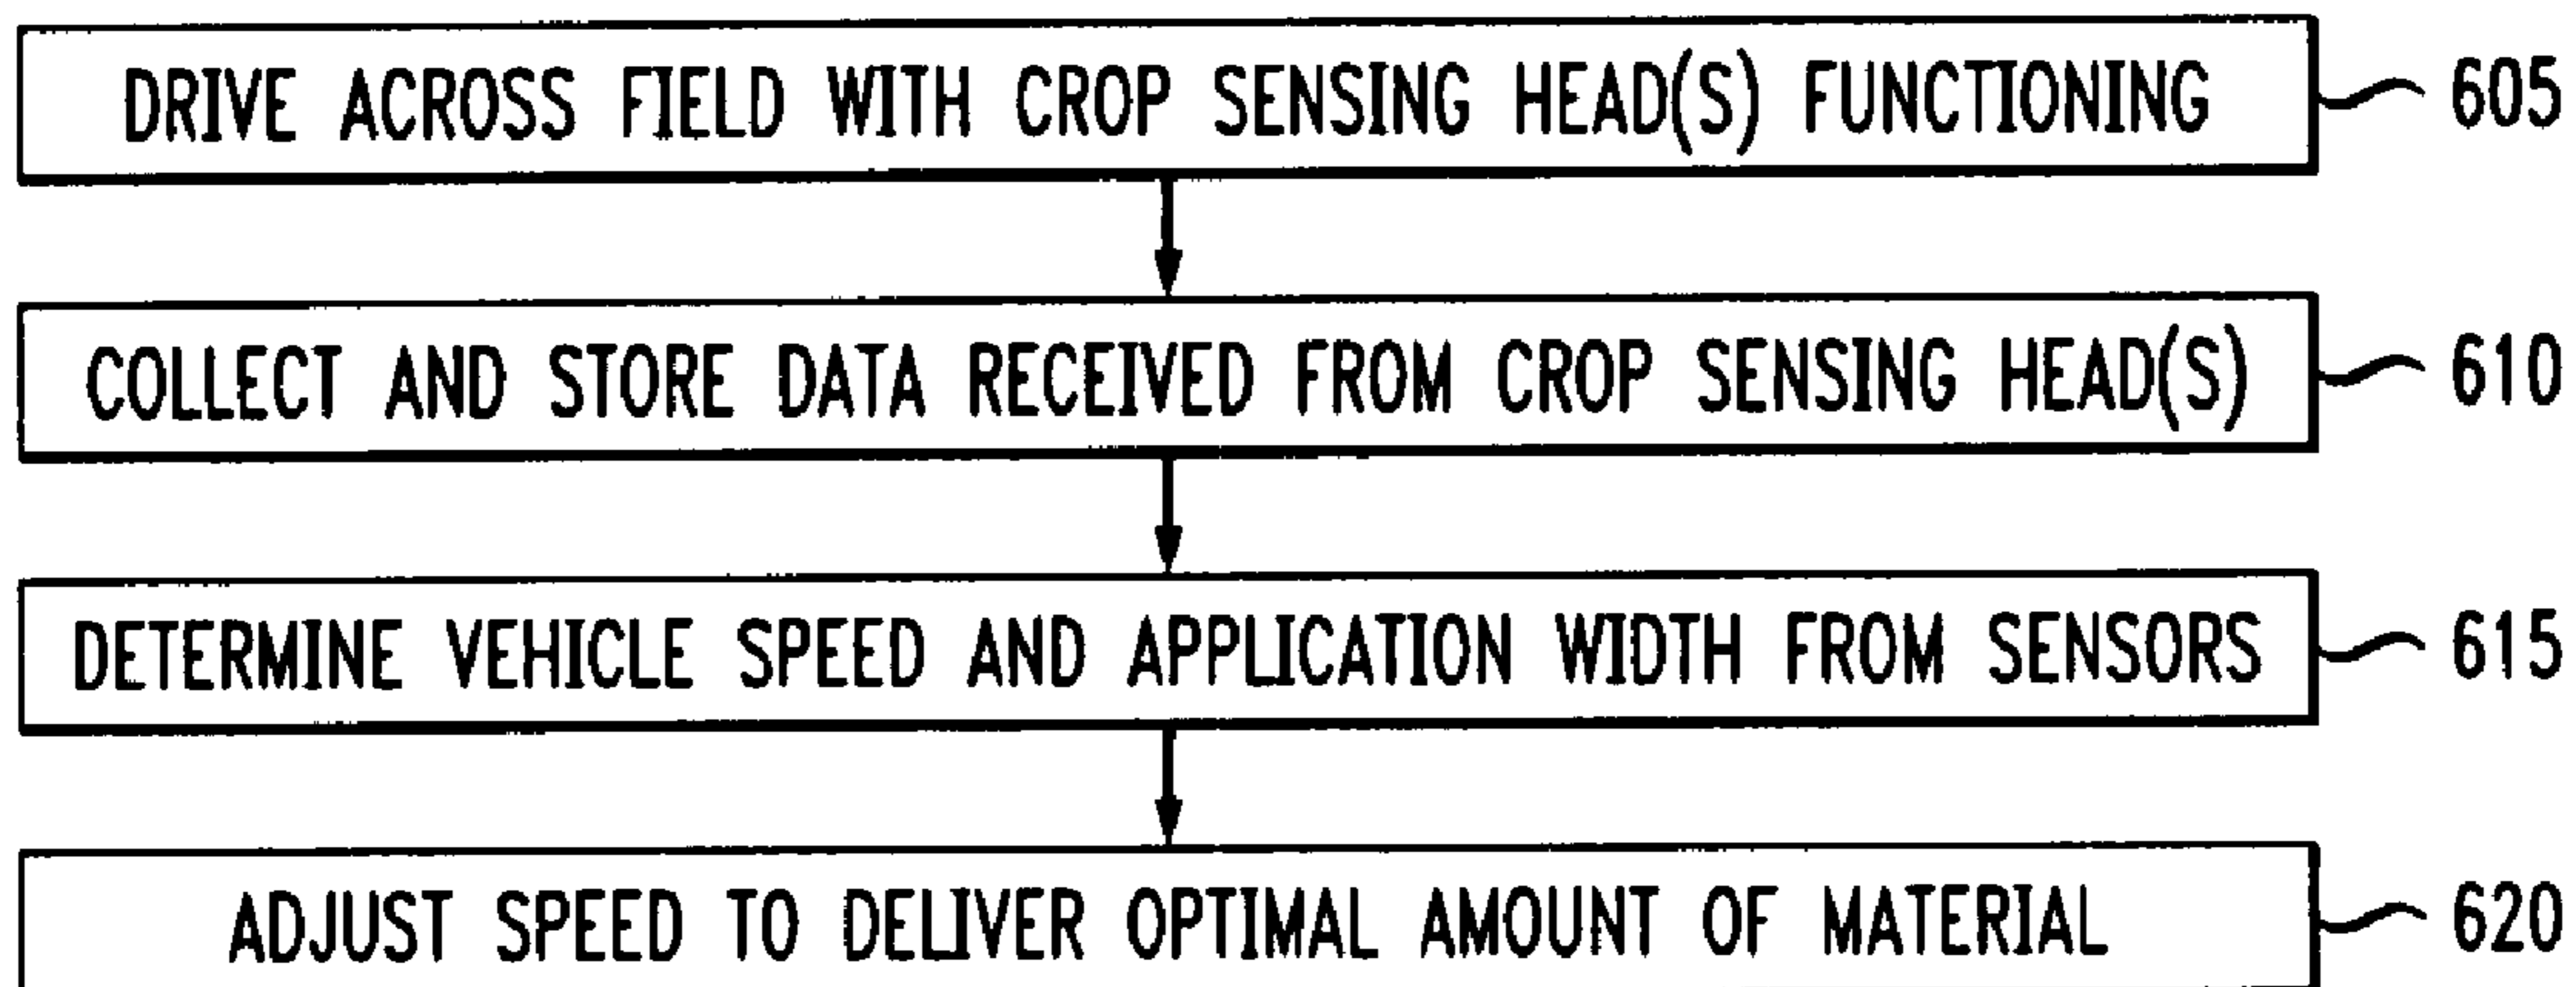 DRIVE ACROSS FIELD WITH CROP SENSING HEAD(S) FUNCTIONING 605
COLLECT AND STORE DATA RECEIVED FROM CROP SENSING HEAD(S) 610
DETERMINE VEHICLE SPEED AND APPLICATION WIDTH FROM SENSORS 615
ADJUST SPEED TO DELIVER OPTIMAL AMOUNT OF MATERIAL 620